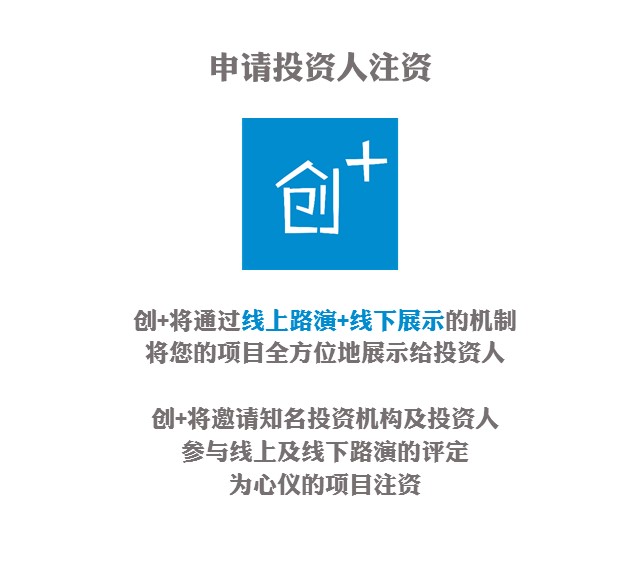 申请投资人注资
创+
创+将通过线上路演+线下展示的机制
将您的项目全方位地展示给投资人
创+将邀请知名投资机构及投资人
参与线上及线下路演的评定
为心仪的项目注资